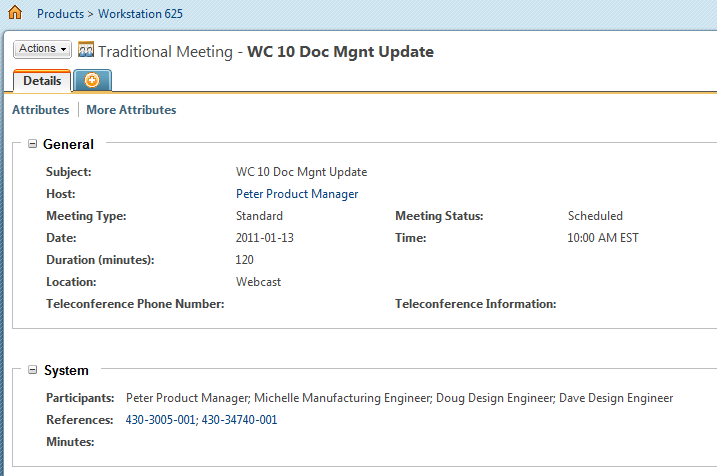 Products > Workstation 625
Actions Traditional Meeting - WC 10 Doc Mgnt Update
Details
Attributes More Attributes
General
Subject: WC 10 Doc Mgnt Update
Host: Peter Product Manager
Meeting Type: Standard Meeting Status: Scheduled
Date: 2011-01-13 Time: 10:00 AM EST
Duration (minutes): 120
Location: Webcast
Teleconference Phone Number: Teleconference Information:
System
Participants: Peter Product Manager; Michelle Manufacturing Engineer; Doug Design Engineer; Dave Design Engineer
References: 430-3005-001; 430-34740-001
Minutes: